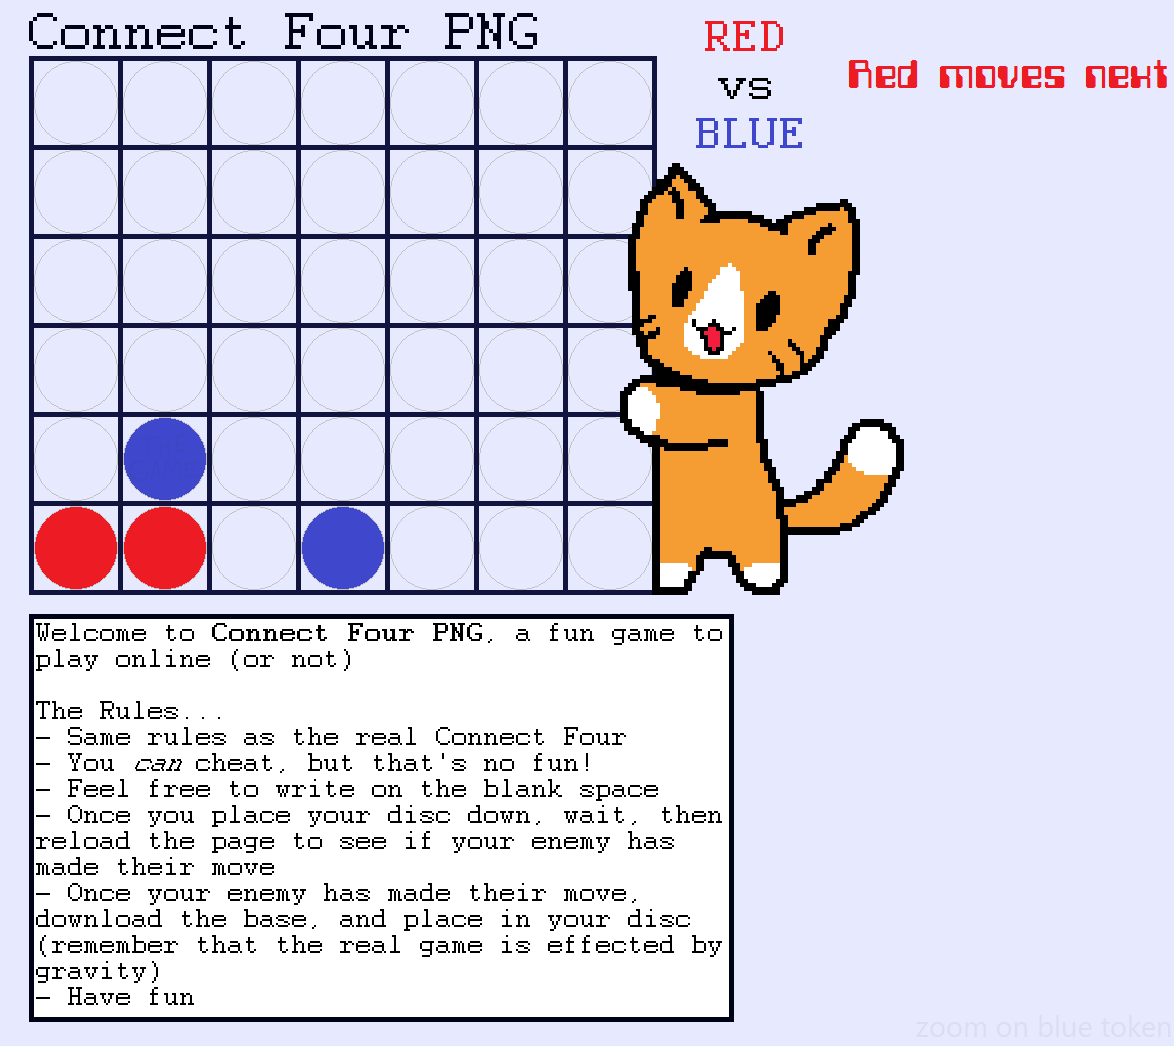 Connect Four PNG
RED
vs
BLUE
Red moves next
Welcome to Connect Four PNG, a fun game to
play online (or not)
The Rules...
- Same rules as the real Connect Four
- You can cheat, but that's no fun!
- Feel free to write on the blank space
- Once you place your disc down, wait, then
reload the page to see if your enemy has
made their move
- Once your enemy has made their move,
download the base, and place in your disc
(remember that the real game is effected by
gravity)
- Have fun
zoom on blue token